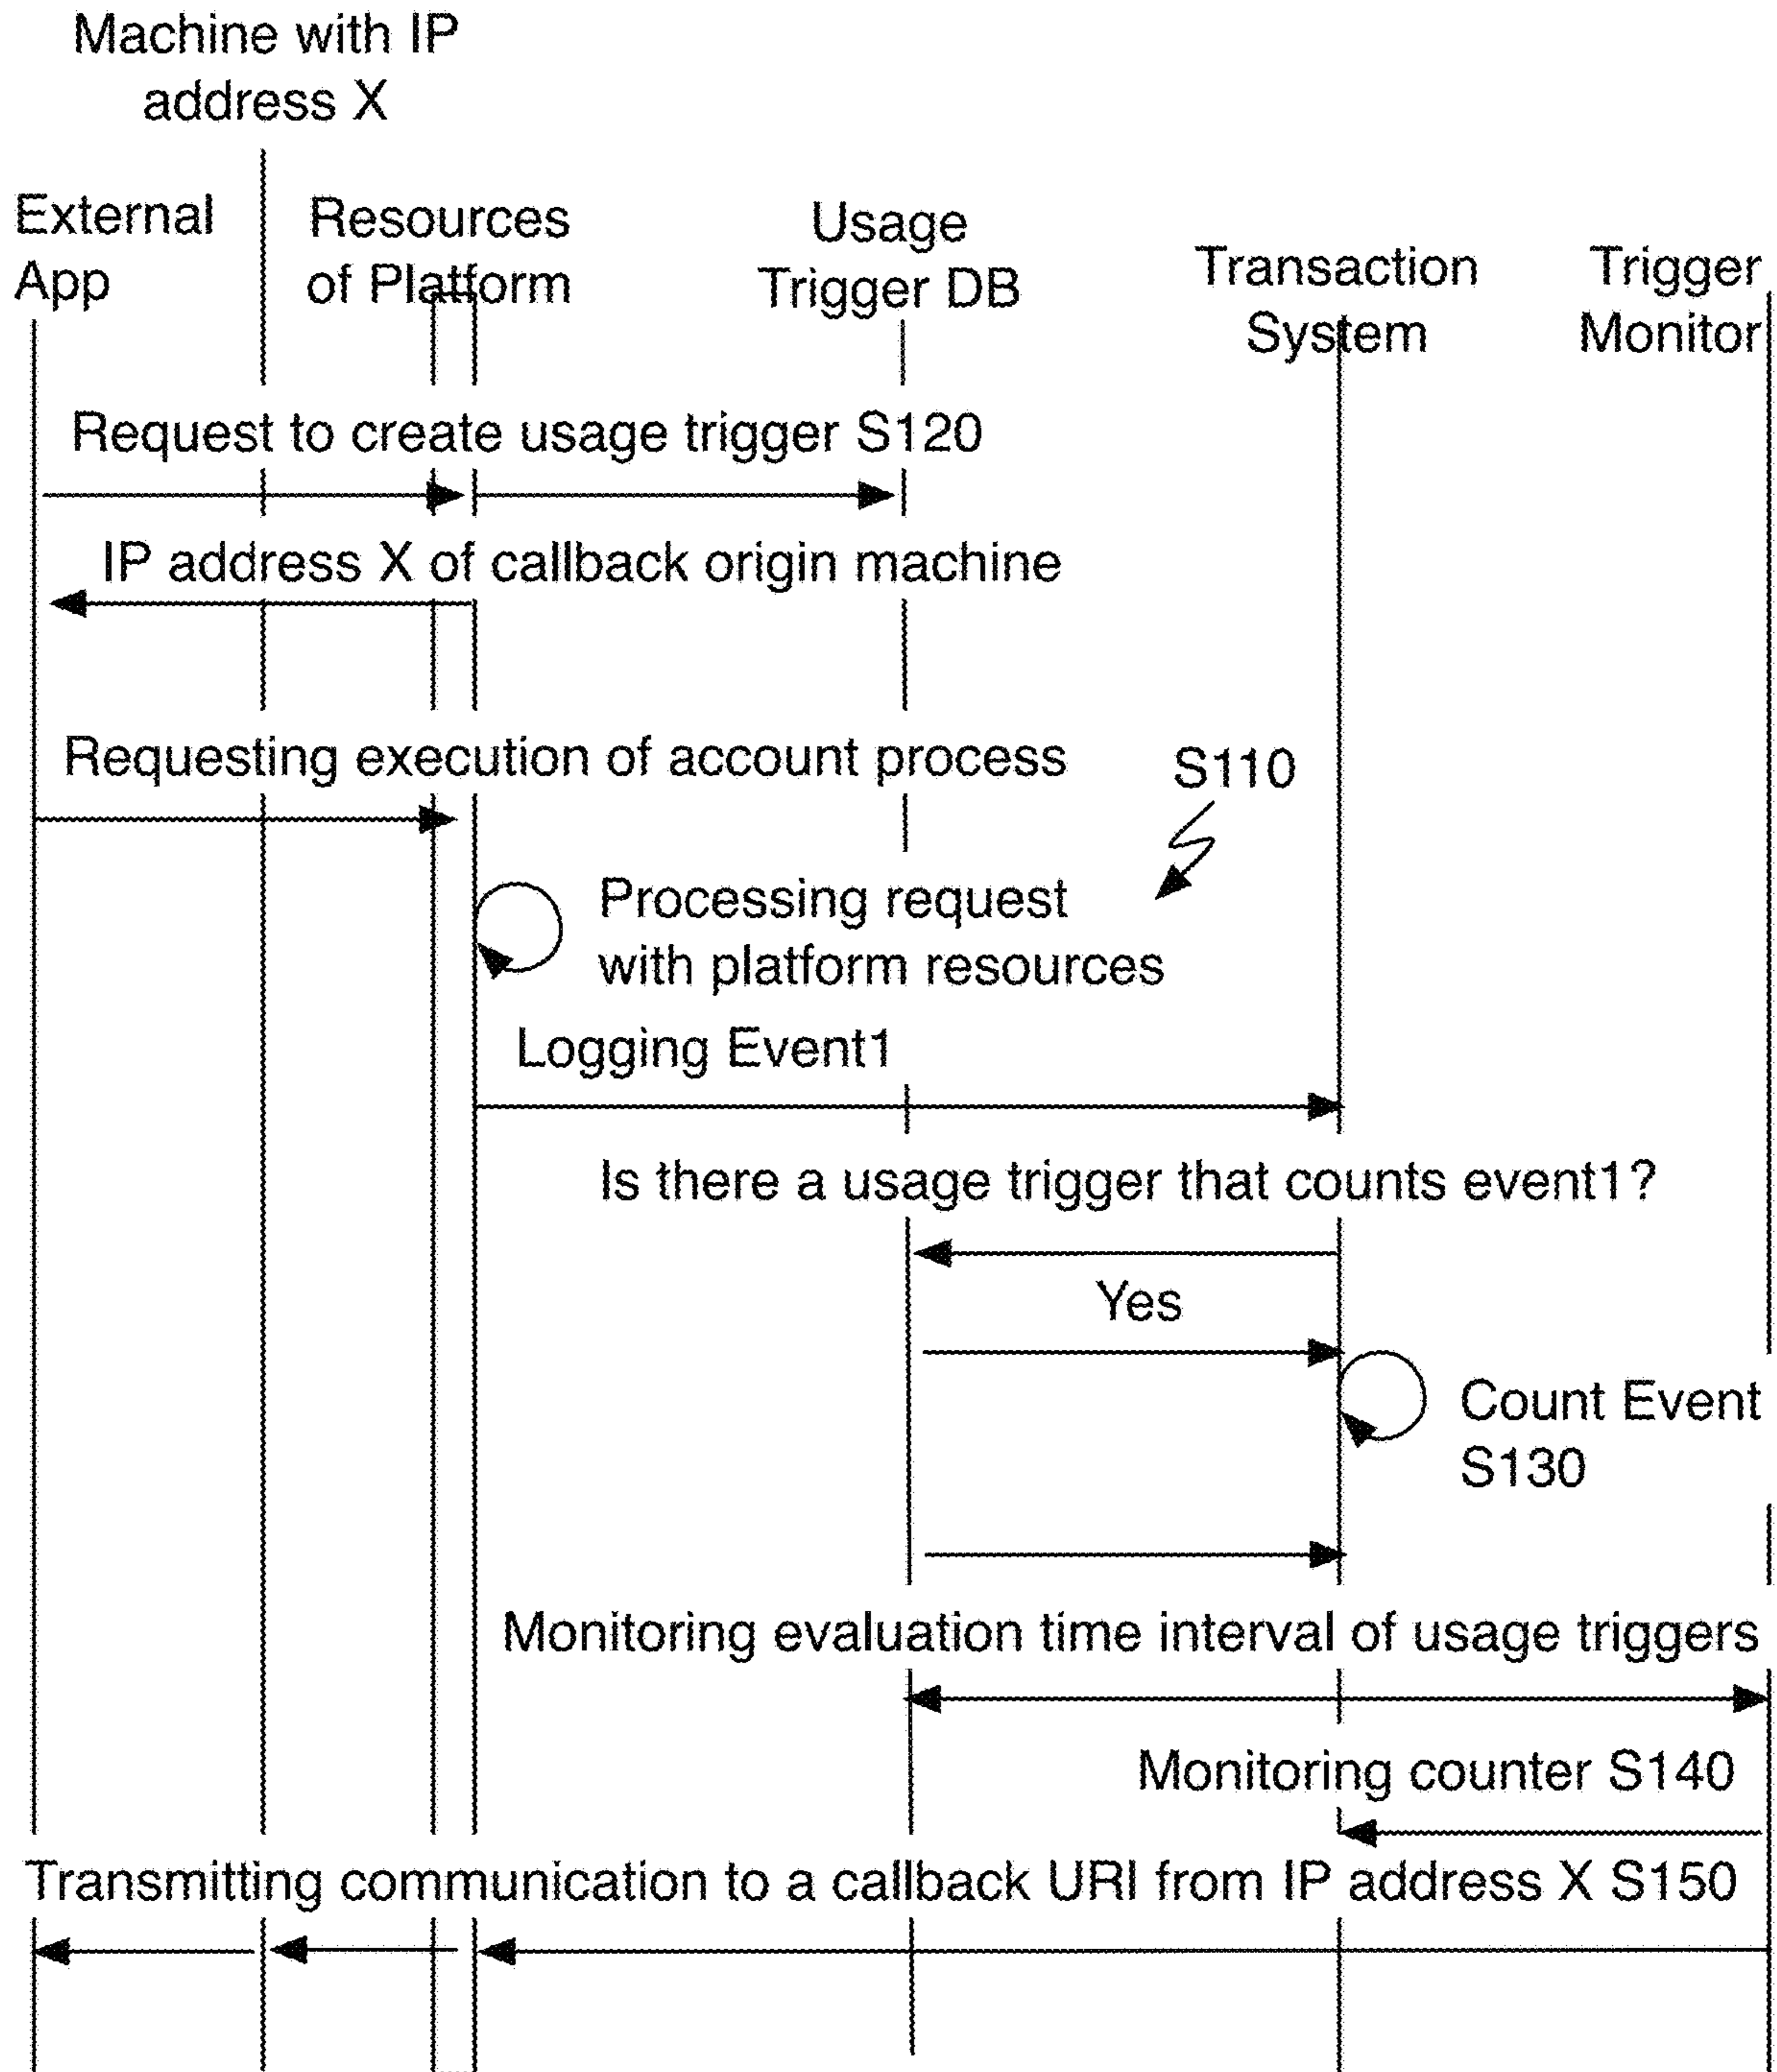 Machine with IP
address X
External
App
Resources
of Platform
Usage
Trigger DB
Transaction
System
Trigger
Monitor
Request to create usage trigger S120
IP address X of callback origin machine
Requesting execution of account process
S110
Processing request
with platform resources
Logging Event1
Is there a usage trigger that counts event1?
Yes
Count Event
S130
Monitoring evaluation time interval of usage triggers
Monitoring counter S140
Transmitting communication to a callback URI from IP address X S150